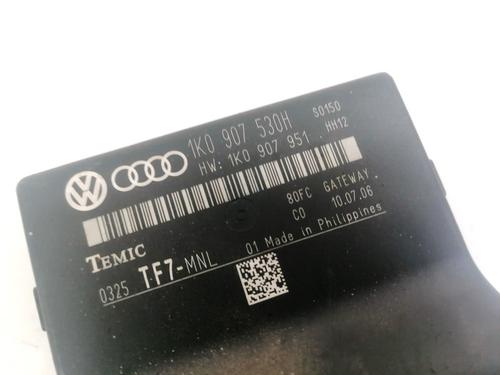 1K0 907 530H S0150
HW: 1K0 907 951 HH12
80FC GATEWAY
C0 10.07.06
TEMIC
0325 TF7-MNL 01 Made in Philippines